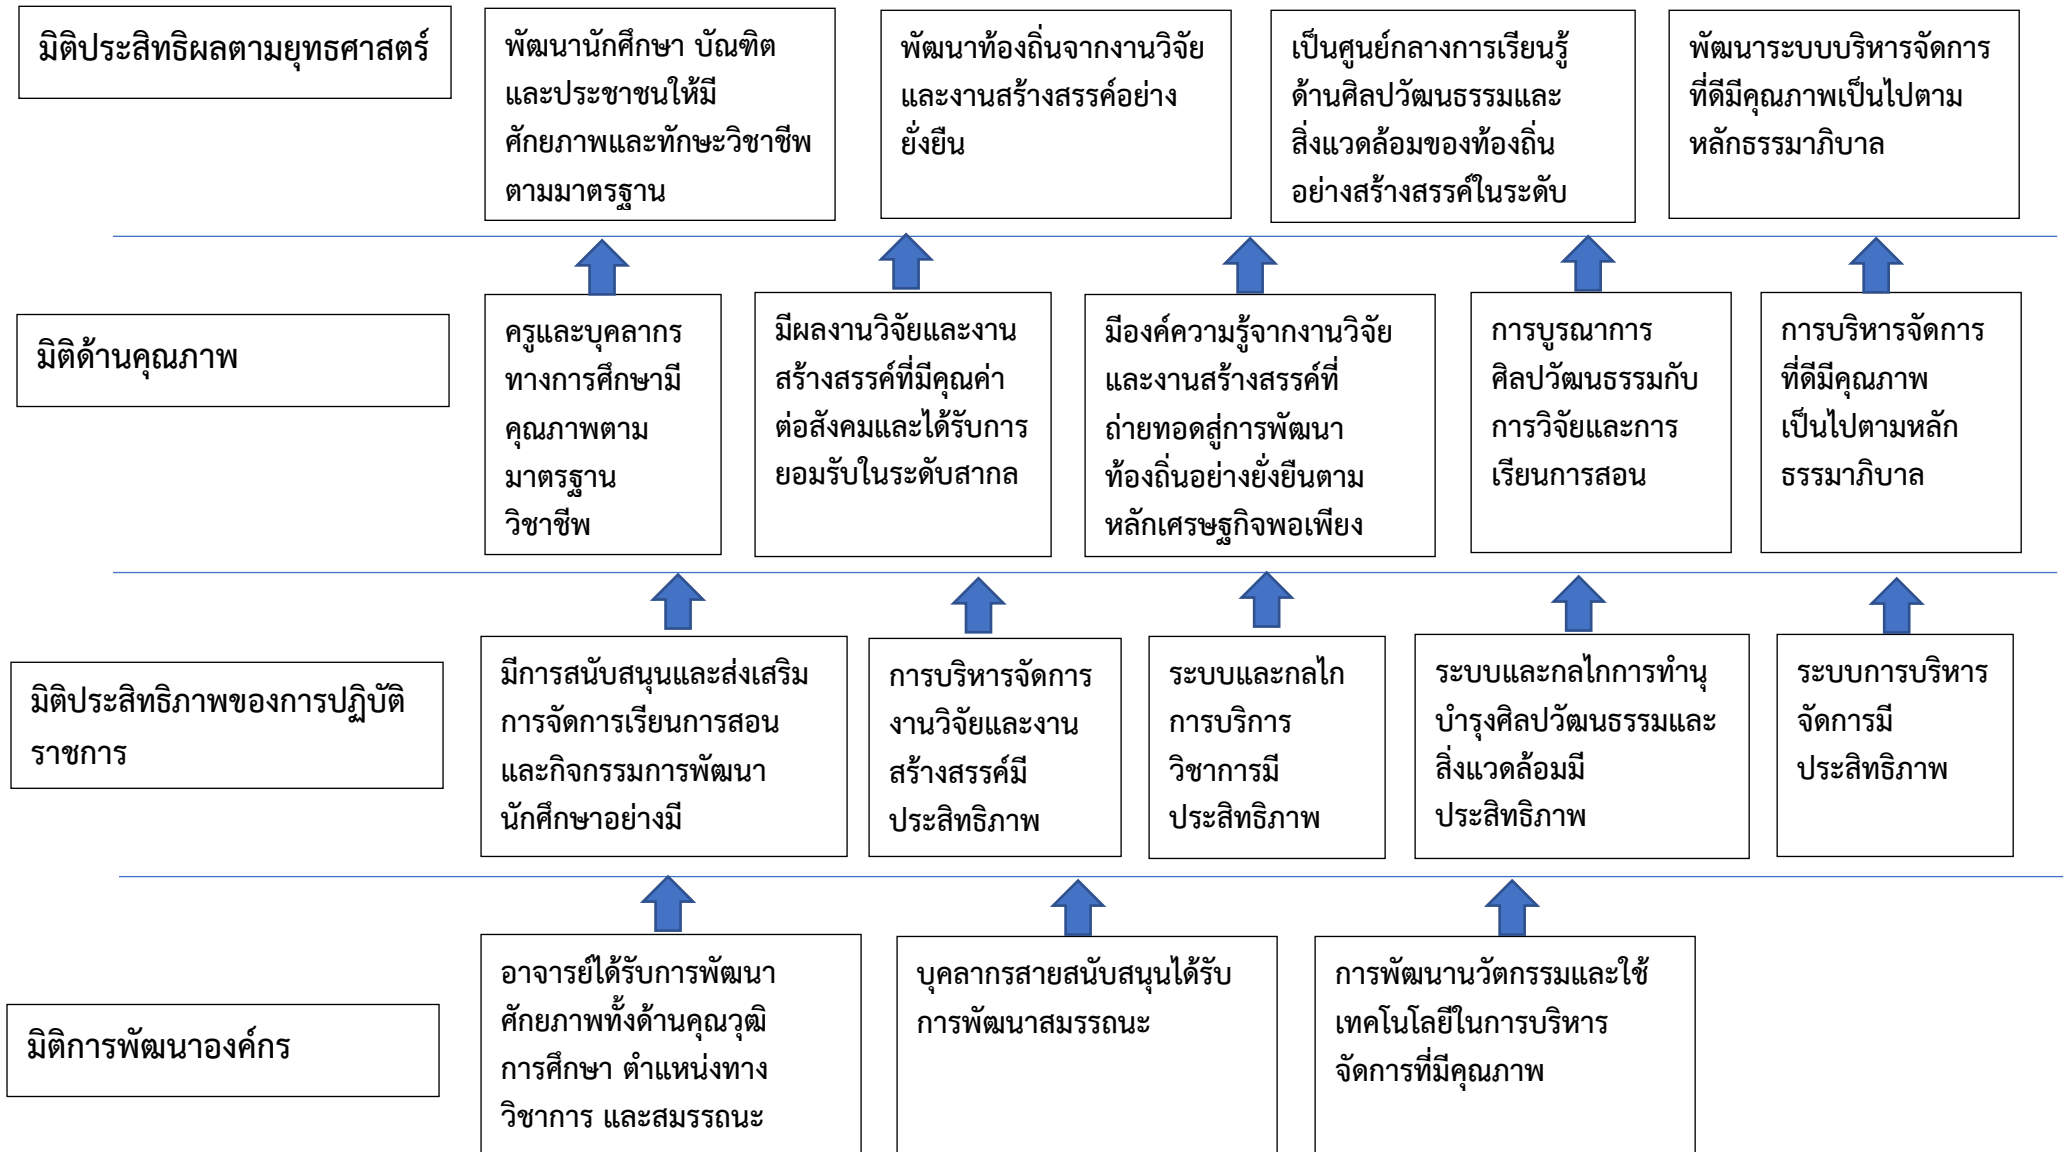 มิติประสิทธิผลตามยุทธศาสตร์
พัฒนานักศึกษา บัณฑิต
และประชาชนให้มี
ศักยภาพและทักษะวิชาชีพ
ตามมาตรฐาน
พัฒนาท้องถิ่นจากงานวิจัย
และงานสร้างสรรค์อย่าง
ยั่งยืน
เป็นศูนย์กลางการเรียนรู้
ด้านศิลปวัฒนธรรมและ
สิ่งแวดล้อมของท้องถิ่น
อย่างสร้างสรรค์ในระดับ
พัฒนาระบบบริหารจัดการ
ที่ดีมีคุณภาพเป็นไปตาม
หลักธรรมาภิบาล
มิติด้านคุณภาพ
ครูและบุคลากร
ทางการศึกษามี
คุณภาพตาม
มาตรฐาน
วิชาชีพ
มีผลงานวิจัยและงาน
สร้างสรรค์ที่มีคุณค่า
ต่อสังคมและได้รับการ
ยอมรับในระดับสากล
มีองค์ความรู้จากงานวิจัย
และงานสร้างสรรค์ที่
ถ่ายทอดสู่การพัฒนา
ท้องถิ่นอย่างยั่งยืนตาม
หลักเศรษฐกิจพอเพียง
การบูรณาการ
ศิลปวัฒนธรรมกับ
การวิจัยและการ
เรียนการสอน
การบริหารจัดการ
ที่ดีมีคุณภาพ
เป็นไปตามหลัก
ธรรมาภิบาล
มิติประสิทธิภาพของการปฏิบัติ
ราชการ
มีการสนับสนุนและส่งเสริม
การจัดการเรียนการสอน
และกิจกรรมการพัฒนา
นักศึกษาอย่างมี
การบริหารจัดการ
งานวิจัยและงาน
สร้างสรรค์มี
ประสิทธิภาพ
ระบบและกลไก
การบริการ
วิชาการมี
ประสิทธิภาพ
ระบบและกลไกการทำนุ
บำรุงศิลปวัฒนธรรมและ
สิ่งแวดล้อมมี
ประสิทธิภาพ
ระบบการบริหาร
จัดการมี
ประสิทธิภาพ
มิติการพัฒนาองค์กร
อาจารย์ได้รับการพัฒนา
ศักยภาพทั้งด้านคุณวุฒิ
การศึกษา ตำแหน่งทาง
วิชาการ และสมรรถนะ
บุคลากรสายสนับสนุนได้รับ
การพัฒนาสมรรถนะ
การพัฒนานวัตกรรมและใช้
เทคโนโลยีในการบริหาร
จัดการที่มีคุณภาพ